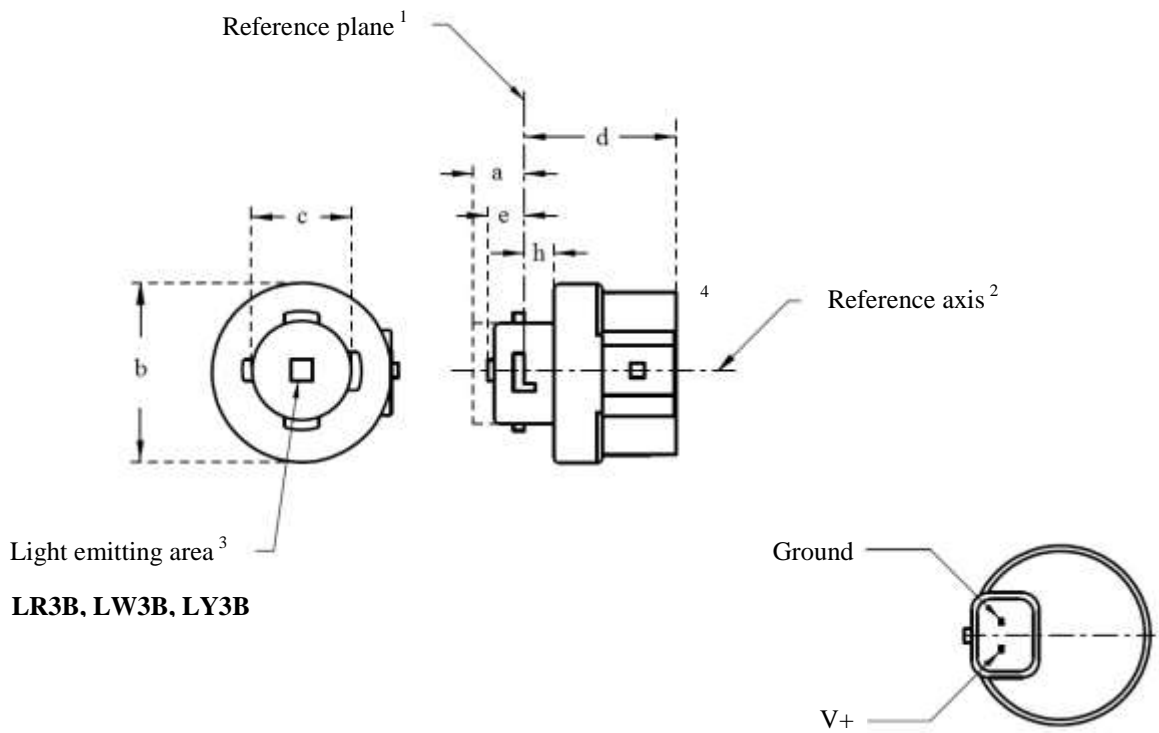 Reference plane 1
d
a
c
e
h
4
Reference axis 2
b
Light emitting area 3
Ground
LR3B, LW3B, LY3B
V+